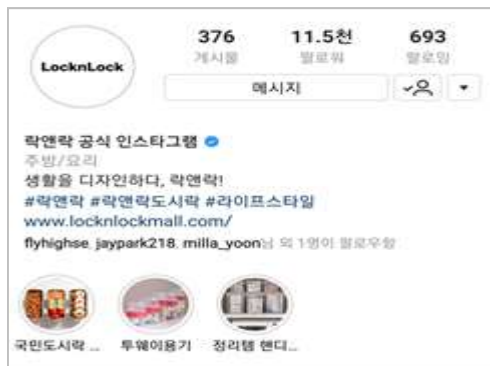 376 11.5천 693
게시물 팔로워 팔로잉
LocknLock
메시지
락앤락 공식 인스타그램
주방/요리
생활을 디자인하다, 락앤락!
#락앤락 #락앤락도시락 #라이프스타일
www.locknlockmall.com/
flyhighse, jaypark218, milla_yoon님 외 1명이 팔로우함
국민도시락 ... 투웨이용기 정리템 핸디...